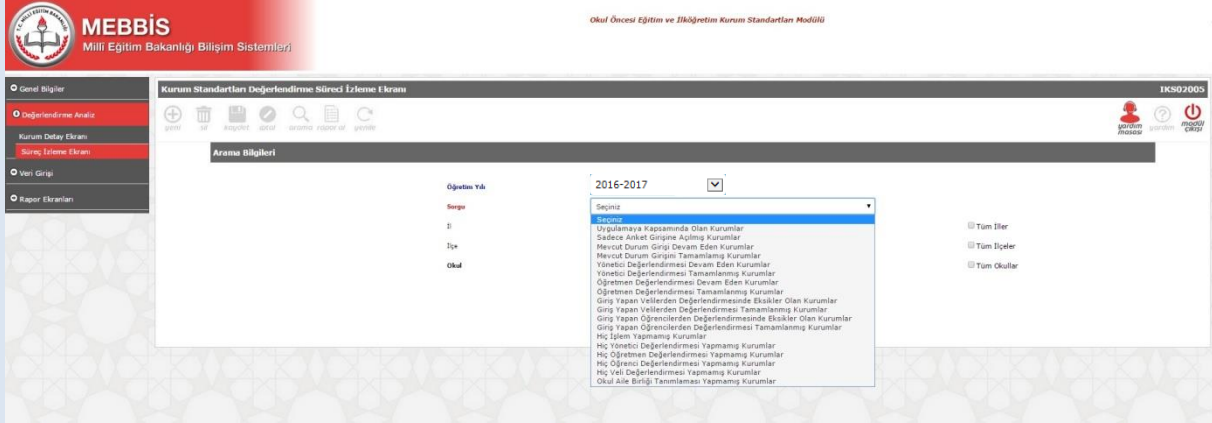 MEBBİS
Millî Eğitim Bakanlığı Bilişim Sistemleri
Okul Öncesi Eğitim ve İlköğretim Kurum Standartları Modülü
Genel Bilgiler
Değerlendirme Analiz
Kurum Detay Ekranı
Süreç İzleme Ekranı
Veri Girişi
Rapor Ekranları
Kurum Standartları Değerlendirme Süreci İzleme Ekranı
IKS02005
yeni sil kaydet iptal arama rapor al yenile
yardım masası yardım modül çıkışı
Arama Bilgileri
Öğretim Yılı 2016-2017
Sorgu Seçiniz
İl Tüm İller
İlçe Tüm İlçeler
Okul Tüm Okullar
Seçiniz
Uygulamaya Kapsamında Olan Kurumlar
Sadece Anket Girişine Açılmış Kurumlar
Mevcut Durum Girişi Devam Eden Kurumlar
Mevcut Durum Girişini Tamamlamış Kurumlar
Yönetici Değerlendirmesi Devam Eden Kurumlar
Yönetici Değerlendirmesi Tamamlanmış Kurumlar
Öğretmen Değerlendirmesi Devam Eden Kurumlar
Öğretmen Değerlendirmesi Tamamlanmış Kurumlar
Giriş Yapan Velilerden Değerlendirmesinde Eksikler Olan Kurumlar
Giriş Yapan Velilerden Değerlendirmesi Tamamlanmış Kurumlar
Giriş Yapan Öğrencilerden Değerlendirmesinde Eksikler Olan Kurumlar
Giriş Yapan Öğrencilerden Değerlendirmesi Tamamlanmış Kurumlar
Hiç İşlem Yapmamış Kurumlar
Hiç Yönetici Değerlendirmesi Yapmamış Kurumlar
Hiç Öğretmen Değerlendirmesi Yapmamış Kurumlar
Hiç Öğrenci Değerlendirmesi Yapmamış Kurumlar
Hiç Veli Değerlendirmesi Yapmamış Kurumlar
Okul Aile Birliği Tanımlaması Yapmamış Kurumlar